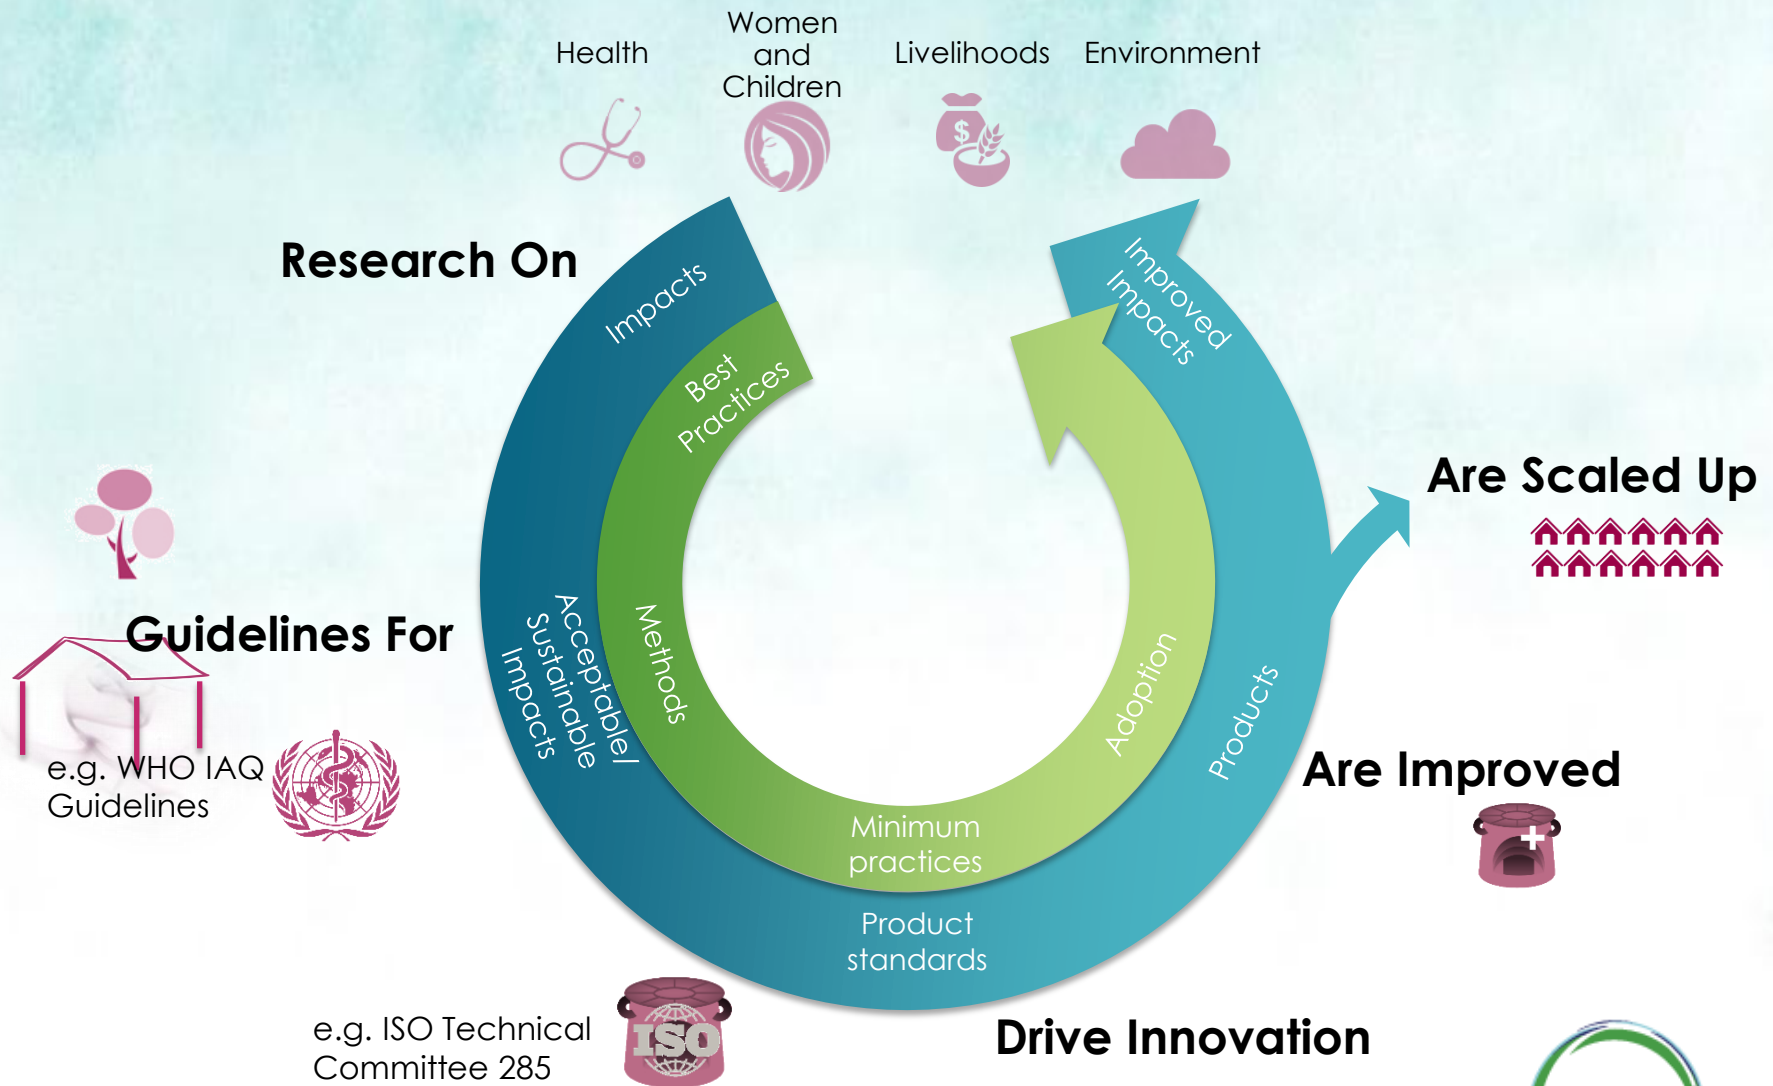 Health
Women
and
Children
Livelihoods
Environment
Research On
Impacts
Best
Practices
Improved
Impacts
Are Scaled Up
Guidelines For
Acceptable/
Sustainable
Impacts
Methods
Adoption
Products
e.g. WHO IAQ
Guidelines
Are Improved
Minimum
practices
Product
standards
e.g. ISO Technical
Committee 285
ISO
Drive Innovation
$